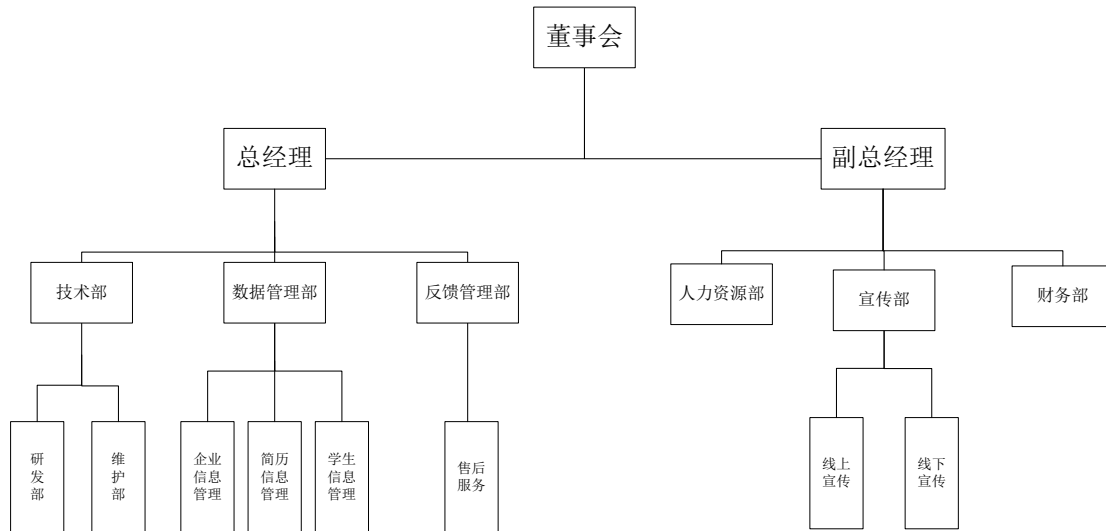 董事会
总经理
副总经理
技术部
数据管理部
反馈管理部
人力资源部
宣传部
财务部
研
发
部
维
护
部
企业
信息
管理
简历
信息
管理
学生
信息
管理
售后
服务
线上
宣传
线下
宣传